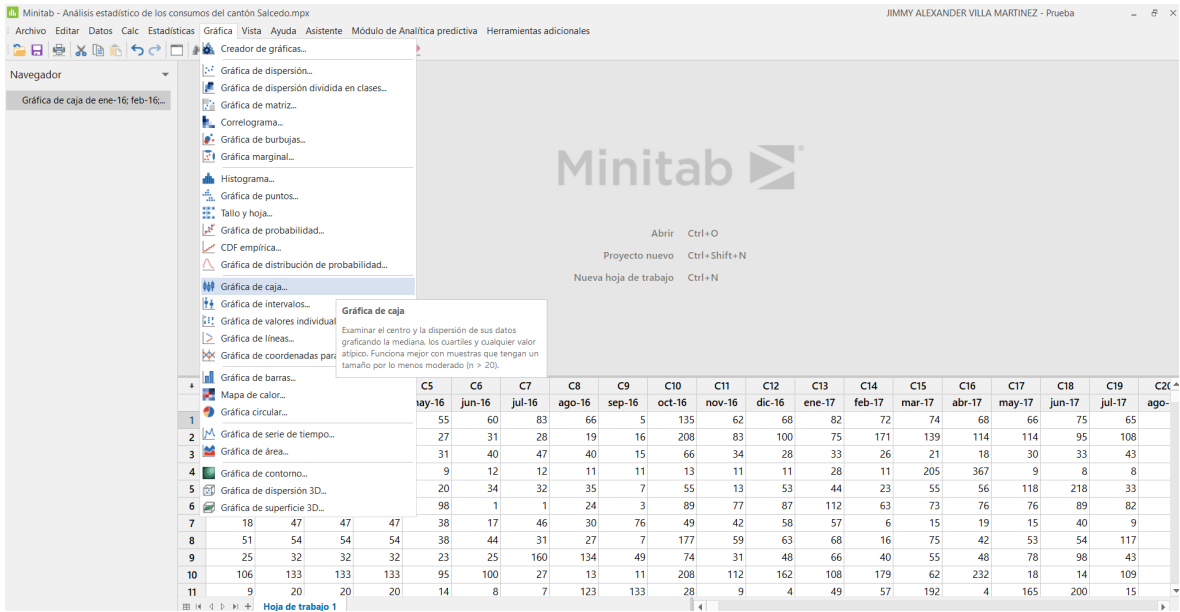 Minitab - Análisis estadístico de los consumos del cantón Salcedo.mpx JIMMY ALEXANDER VILLA MARTINEZ - Prueba
Archivo Editar Datos Calc Estadísticas Gráfica Vista Ayuda Asistente Módulo de Analítica predictiva Herramientas adicionales
Navegador
Gráfica de caja de ene-16; feb-16;...
Creador de gráficas...
Gráfica de dispersión...
Gráfica de dispersión dividida en clases...
Gráfica de matriz...
Correlograma...
Gráfica de burbujas...
Gráfica marginal...
Histograma...
Gráfica de puntos...
Tallo y hoja...
Gráfica de probabilidad...
CDF empírica...
Gráfica de distribución de probabilidad...
Gráfica de caja...
Gráfica de intervalos...
Gráfica de valores individual
Gráfica de líneas...
Gráfica de coordenadas para
Gráfica de barras...
Mapa de calor...
Gráfica circular...
Gráfica de serie de tiempo...
Gráfica de área...
Gráfica de contorno...
Gráfica de dispersión 3D...
Gráfica de superficie 3D...
Gráfica de caja
Examinar el centro y la dispersión de sus datos
graficando la mediana, los cuartiles y cualquier valor
atípico. Funciona mejor con muestras que tengan un
tamaño por lo menos moderado (n > 20).
Minitab
Abrir Ctrl+O
Proyecto nuevo Ctrl+Shift+N
Nueva hoja de trabajo Ctrl+N
C5 C6 C7 C8 C9 C10 C11 C12 C13 C14 C15 C16 C17 C18 C19 C20
jun-16 jul-16 ago-16 sep-16 oct-16 nov-16 dic-16 ene-17 feb-17 mar-17 abr-17 may-17 jun-17 jul-17 ago-
1 55 60 83 66 5 135 62 68 82 72 74 68 66 75 65
2 27 31 28 19 16 208 83 100 75 171 139 114 114 95 108
3 31 40 47 40 15 66 34 28 33 26 21 18 30 33 43
4 9 12 12 11 11 13 11 11 28 11 205 367 9 8 8
5 20 34 32 35 7 55 13 53 44 23 55 56 118 218 33
6 98 1 1 24 3 89 77 87 112 63 73 76 76 89 82
7 18 47 47 47 38 17 46 30 76 49 42 58 57 6 15 19 15 40 9
8 51 54 54 54 38 44 31 27 7 177 59 63 68 16 75 42 53 54 117
9 25 32 32 32 23 25 160 134 49 74 31 48 66 40 55 48 78 98 43
10 106 133 133 133 95 100 27 13 11 208 112 162 108 179 62 232 18 14 109
11 9 20 20 20 14 8 7 123 133 28 9 4 49 57 192 4 165 200 15
Hoja de trabajo 1